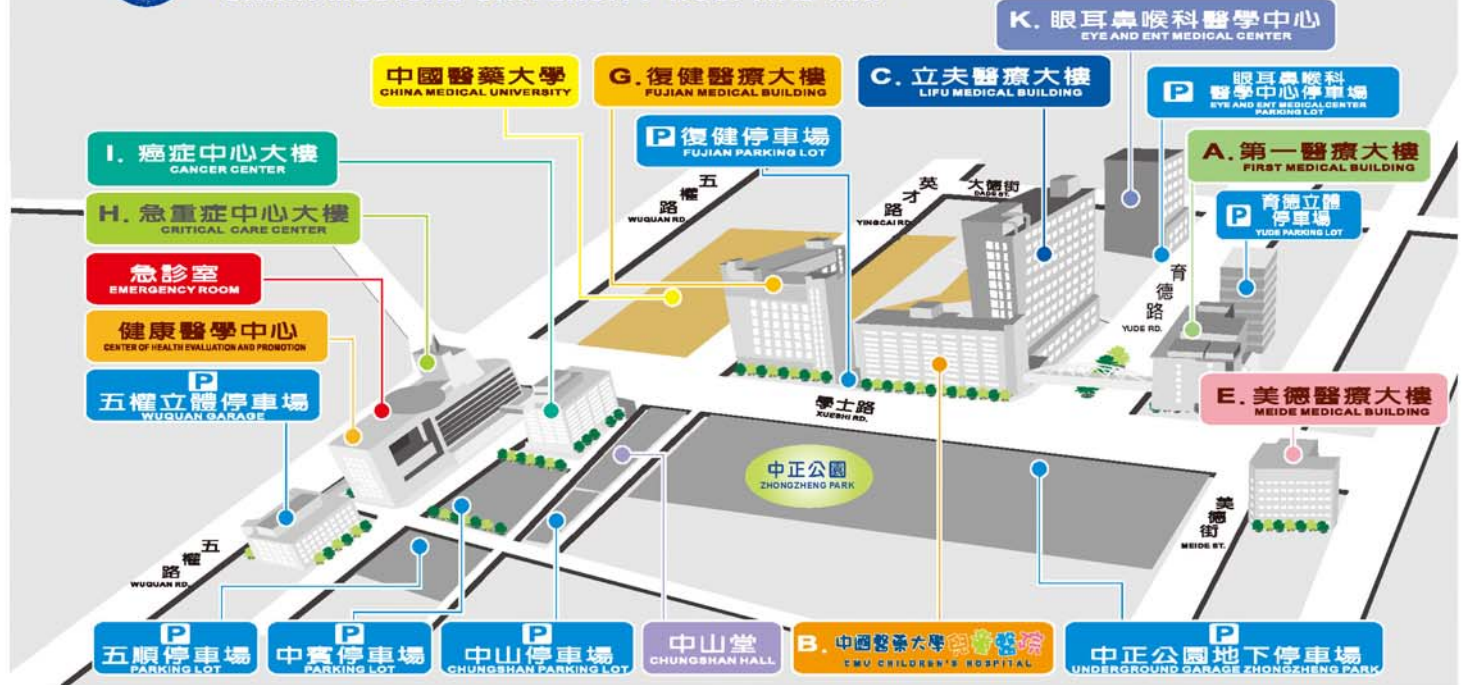 K. 眼耳鼻喉科醫學中心
EYE AND ENT MEDICAL CENTER
中國醫藥大學
CHINA MEDICAL UNIVERSITY
G. 復健醫療大樓
FUJIAN MEDICAL BUILDING
C. 立夫醫療大樓
LIFU MEDICAL BUILDING
P 眼耳鼻喉科
醫學中心停車場
EYE AND ENT MEDICALCENTER
PARKING LOT
P 復健停車場
FUJIAN PARKING LOT
I. 癌症中心大樓
CANCER CENTER
A. 第一醫療大樓
FIRST MEDICAL BUILDING
H. 急重症中心大樓
CRITICAL CARE CENTER
五權路
WUQUAN RD.
英才路
YINGCAI RD.
大德街
DADE ST.
P 育德立體
停車場
YUDE PARKING LOT
急診室
EMERGENCY ROOM
育德路
YUDE RD.
健康醫學中心
CENTER OF HEALTH EVALUATION AND PROMOTION
P
五權立體停車場
WUQUAN GARAGE
學士路
XUESHI RD.
E. 美德醫療大樓
MEIDE MEDICAL BUILDING
中正公園
ZHONGZHENG PARK
美德街
MEIDE ST.
五權路
WUQUAN RD.
P
五順停車場
PARKING LOT
P
中賓停車場
PARKING LOT
P
中山停車場
CHUNGSHAN PARKING LOT
中山堂
CHUNGSHAN HALL
B. 中國醫藥大學兒童醫院
CMU CHILDREN'S HOSPITAL
P
中正公園地下停車場
UNDERGROUND GARAGE ZHONGZHENG PARK